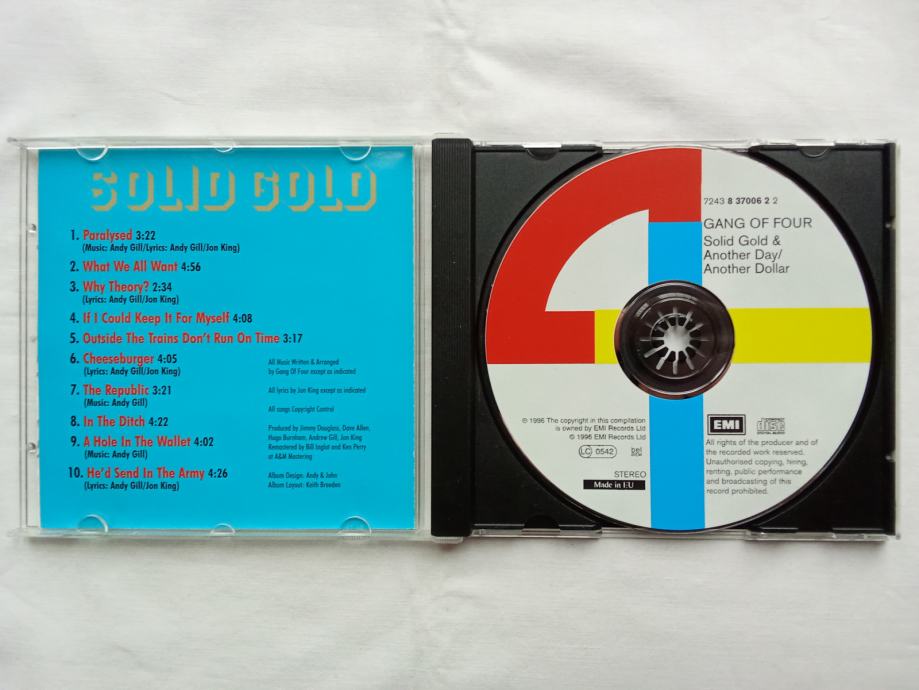 SOLID GOLD
1. Paralysed 3:22
(Music: Andy Gill/Lyrics: Andy Gill/Jon King)
2. What We All Want 4:56
3. Why Theory? 2:34
(Lyrics: Andy Gill/Jon King)
4. If I Could Keep It For Myself 4:08
5. Outside The Trains Don't Run On Time 3:17
6. Cheeseburger 4:05
(Lyrics: Andy Gill/Jon King)
7. The Republic 3:21
(Music: Andy Gill)
8. In The Ditch 4:22
9. A Hole In The Wallet 4:02
(Music: Andy Gill)
10. He'd Send In The Army 4:26
(Lyrics: Andy Gill/Jon King)
All Music Written & Arranged
by Gang Of Four except as indicated
All lyrics by Jon King except as indicated
All songs Copyright Control
Produced by Jimmy Douglass, Dave Allen,
Hugo Burnham, Andrew Gill, Jon King
Remastered by Bill Inglot and Ken Perry
at A&M Mastering
Album Design: Andy & John
Album Layout: Keith Breeden
7243 8 37006 2 2
GANG OF FOUR
Solid Gold &
Another Day/
Another Dollar
℗ 1996 The copyright in this compilation
is owned by EMI Records Ltd
© 1996 EMI Records Ltd
LC 0542
bel
BIEM
STEREO
Made in EU
EMI
COMPACT
disc
DIGITAL AUDIO
All rights of the producer and of
the recorded work reserved.
Unauthorised copying, hiring,
renting, public performance
and broadcasting of this
record prohibited.